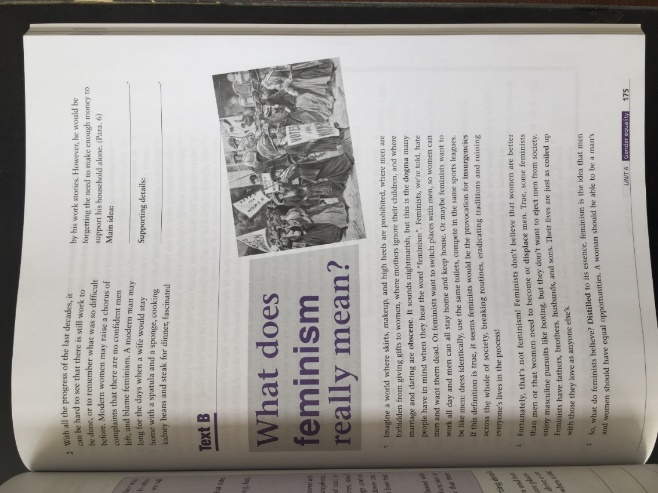 2 With all the progress of the last decades, it
can be hard to see that there is still work to
be done, or to remember what was so difficult
before. Modern women may raise a chorus of
complaints that there are no confident men
left, and blame feminism. A modern man may
long for the days when a wife would stay
home with a spatula and a sponge, cooking
kidney beans and steak for dinner, fascinated
by his work stories. However, he would be
forgetting the need to make enough money to
support his household alone. (Para. 6)
Main idea:
Supporting details:
Text B
What does
feminism
really mean?
VOTES
1 Imagine a world where skirts, makeup, and high heels are prohibited, where men are
forbidden from giving gifts to women, where mothers ignore their children, and where
marriage and dating are obscene. It sounds nightmarish, but this is the dogma many
people have in mind when they hear the word "feminism". Feminists, we're told, hate
men and want them dead. Or feminists want to switch places with men, so women can
work all day and men can all stay home and keep house. Or maybe feminists want to
be like men: dress identically, use the same toilets, compete in the same sports leagues.
If this definition is true, it seems feminists would be the provocation for insurgencies
across the whole of society, breaking routines, eradicating traditions and ruining
everyone's lives in the process!
2 Fortunately, that's not feminism! Feminists don't believe that women are better
than men or that women need to become or displace men. True, some feminists
enjoy masculine pursuits like boxing, but they don't want to eject men from society.
Feminists have fathers, brothers, husbands, and sons. Their lives are just as coiled up
with those they love as anyone else's.
3 So, what do feminists believe? Distilled to its essence, feminism is the idea that men
and women should have equal opportunities. A woman should be able to be a man's
UNIT 6 Gender equality 175